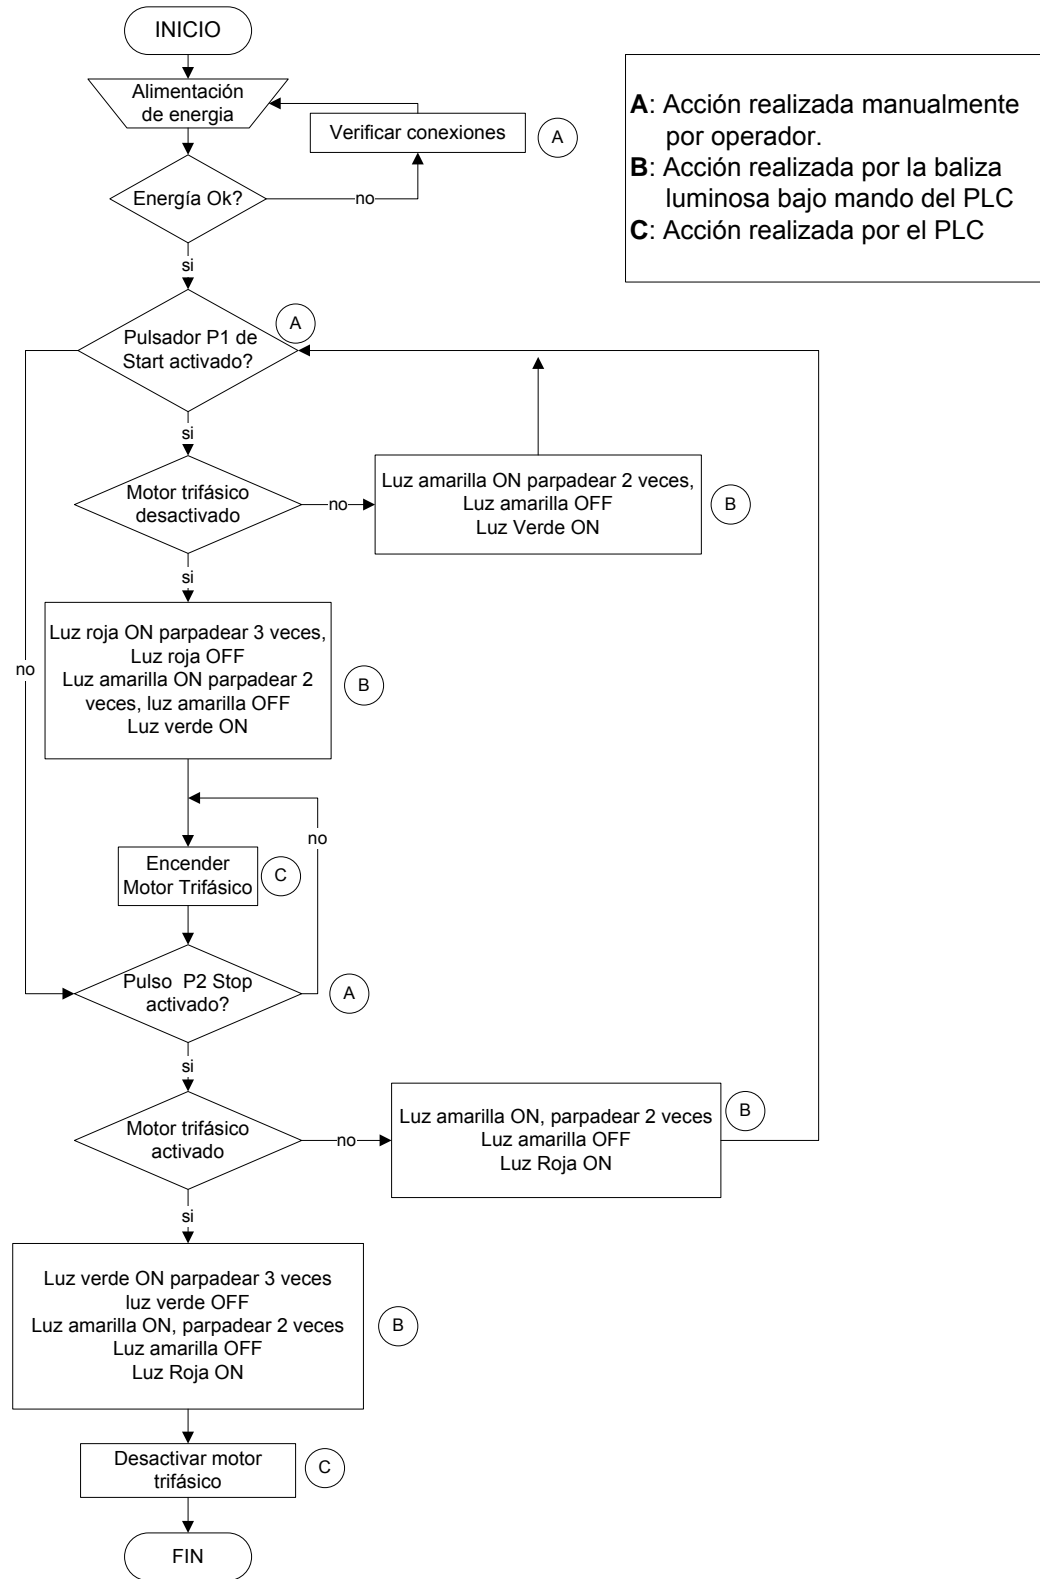 INICIO
Alimentación
de energia
Verificar conexiones
A
Energía Ok?
no
si
A: Acción realizada manualmente
por operador.
B: Acción realizada por la baliza
luminosa bajo mando del PLC
C: Acción realizada por el PLC
A
Pulsador P1 de
Start activado?
si
Motor trifásico
desactivado
no
Luz amarilla ON parpadear 2 veces,
Luz amarilla OFF
Luz Verde ON
B
si
Luz roja ON parpadear 3 veces,
Luz roja OFF
Luz amarilla ON parpadear 2
veces, luz amarilla OFF
Luz verde ON
B
no
no
Encender
Motor Trifásico
C
Pulso P2 Stop
activado?
A
si
Motor trifásico
activado
no
Luz amarilla ON, parpadear 2 veces
Luz amarilla OFF
Luz Roja ON
B
si
Luz verde ON parpadear 3 veces
luz verde OFF
Luz amarilla ON, parpadear 2 veces
Luz amarilla OFF
Luz Roja ON
B
Desactivar motor
trifásico
C
FIN